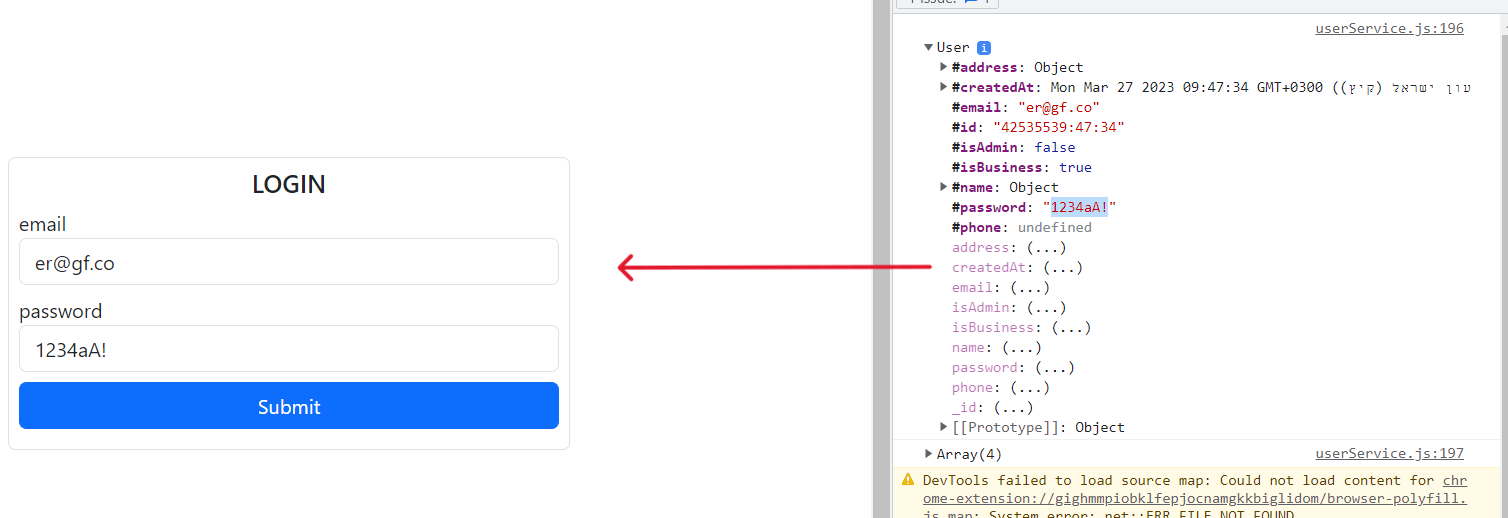 LOGIN
email
er@gf.co
password
1234aA!
Submit
userService.js:196
User i
#address: Object
#createdAt: Mon Mar 27 2023 09:47:34 GMT+0300 (עון ישראל (קיץ)
#email: "er@gf.co"
#id: "42535539:47:34"
#isAdmin: false
#isBusiness: true
#name: Object
#password: "1234aA!"
#phone: undefined
address: (...)
createdAt: (...)
email: (...)
isAdmin: (...)
isBusiness: (...)
name: (...)
password: (...)
phone: (...)
_id: (...)
[[Prototype]]: Object
Array(4) userService.js:197
DevTools failed to load source map: Could not load content for chr
ome-extension://gighmmpiobklfepjocnamgkkbiglidom/browser-polyfill.
js.map: System error: net::ERR_FILE_NOT_FOUND